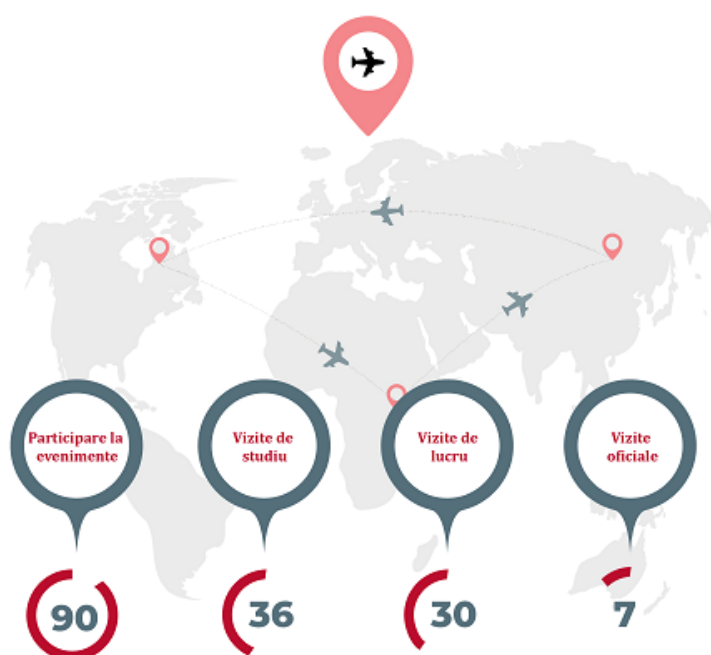 Participare la
evenimente
Vizite de
studiu
Vizite de
lucru
Vizite
oficiale
90
36
30
7